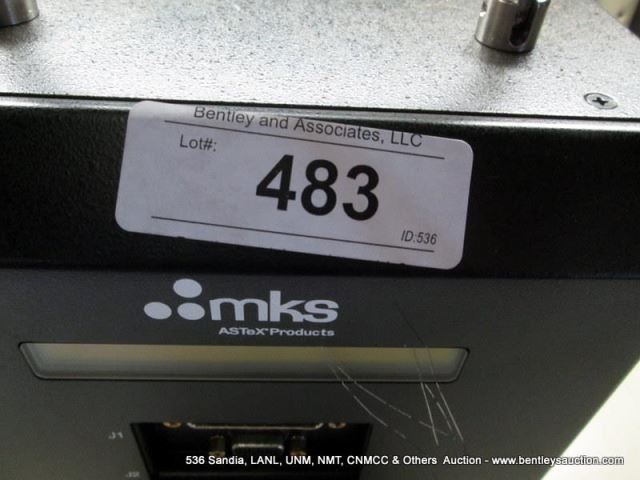 Bentley and Associates, LLC
Lot#:
483
ID:536
mks
ASTeX® Products
J1
J2
536 Sandia, LANL, UNM, NMT, CNMCC & Others Auction - www.bentleysauction.com